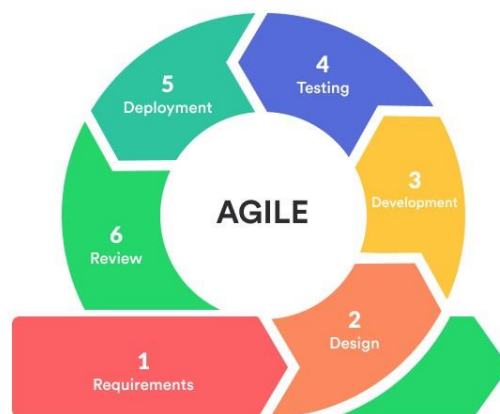 AGILE
1
Requirements
2
Design
3
Development
4
Testing
5
Deployment
6
Review